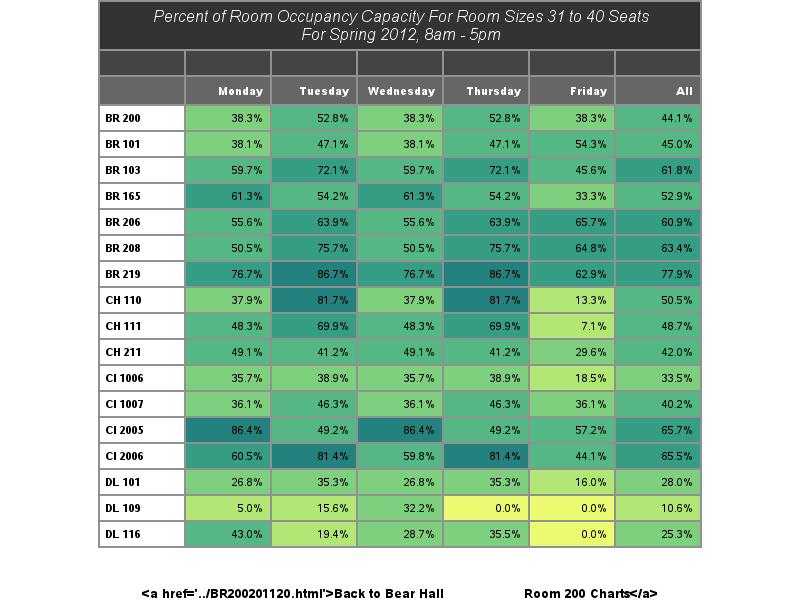 Percent of Room Occupancy Capacity For Room Sizes 31 to 40 Seats
For Spring 2012, 8am - 5pm
Monday Tuesday Wednesday Thursday Friday All
BR 200 38.3% 52.8% 38.3% 52.8% 38.3% 44.1%
BR 101 38.1% 47.1% 38.1% 47.1% 54.3% 45.0%
BR 103 59.7% 72.1% 59.7% 72.1% 45.6% 61.8%
BR 165 61.3% 54.2% 61.3% 54.2% 33.3% 52.9%
BR 206 55.6% 63.9% 55.6% 63.9% 65.7% 60.9%
BR 208 50.5% 75.7% 50.5% 75.7% 64.8% 63.4%
BR 219 76.7% 86.7% 76.7% 86.7% 62.9% 77.9%
CH 110 37.9% 81.7% 37.9% 81.7% 13.3% 50.5%
CH 111 48.3% 69.9% 48.3% 69.9% 7.1% 48.7%
CH 211 49.1% 41.2% 49.1% 41.2% 29.6% 42.0%
CI 1006 35.7% 38.9% 35.7% 38.9% 18.5% 33.5%
CI 1007 36.1% 46.3% 36.1% 46.3% 36.1% 40.2%
CI 2005 86.4% 49.2% 86.4% 49.2% 57.2% 65.7%
CI 2006 60.5% 81.4% 59.8% 81.4% 44.1% 65.5%
DL 101 26.8% 35.3% 26.8% 35.3% 16.0% 28.0%
DL 109 5.0% 15.6% 32.2% 0.0% 0.0% 10.6%
DL 116 43.0% 19.4% 28.7% 35.5% 0.0% 25.3%
<a href='../BR200201120.html'>Back to Bear Hall Room 200 Charts</a>